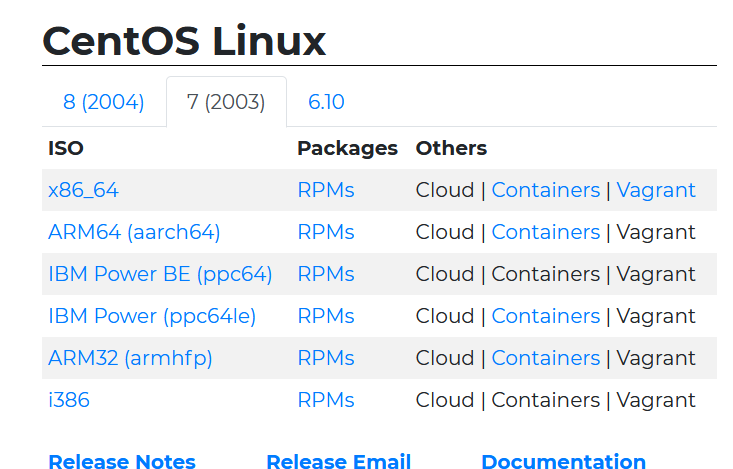 CentOS Linux
8 (2004) 7 (2003) 6.10
ISO Packages Others
x86_64 RPMs Cloud | Containers | Vagrant
ARM64 (aarch64) RPMs Cloud | Containers | Vagrant
IBM Power BE (ppc64) RPMs Cloud | Containers | Vagrant
IBM Power (ppc64le) RPMs Cloud | Containers | Vagrant
ARM32 (armhfp) RPMs Cloud | Containers | Vagrant
i386 RPMs Cloud | Containers | Vagrant
Release Notes Release Email Documentation